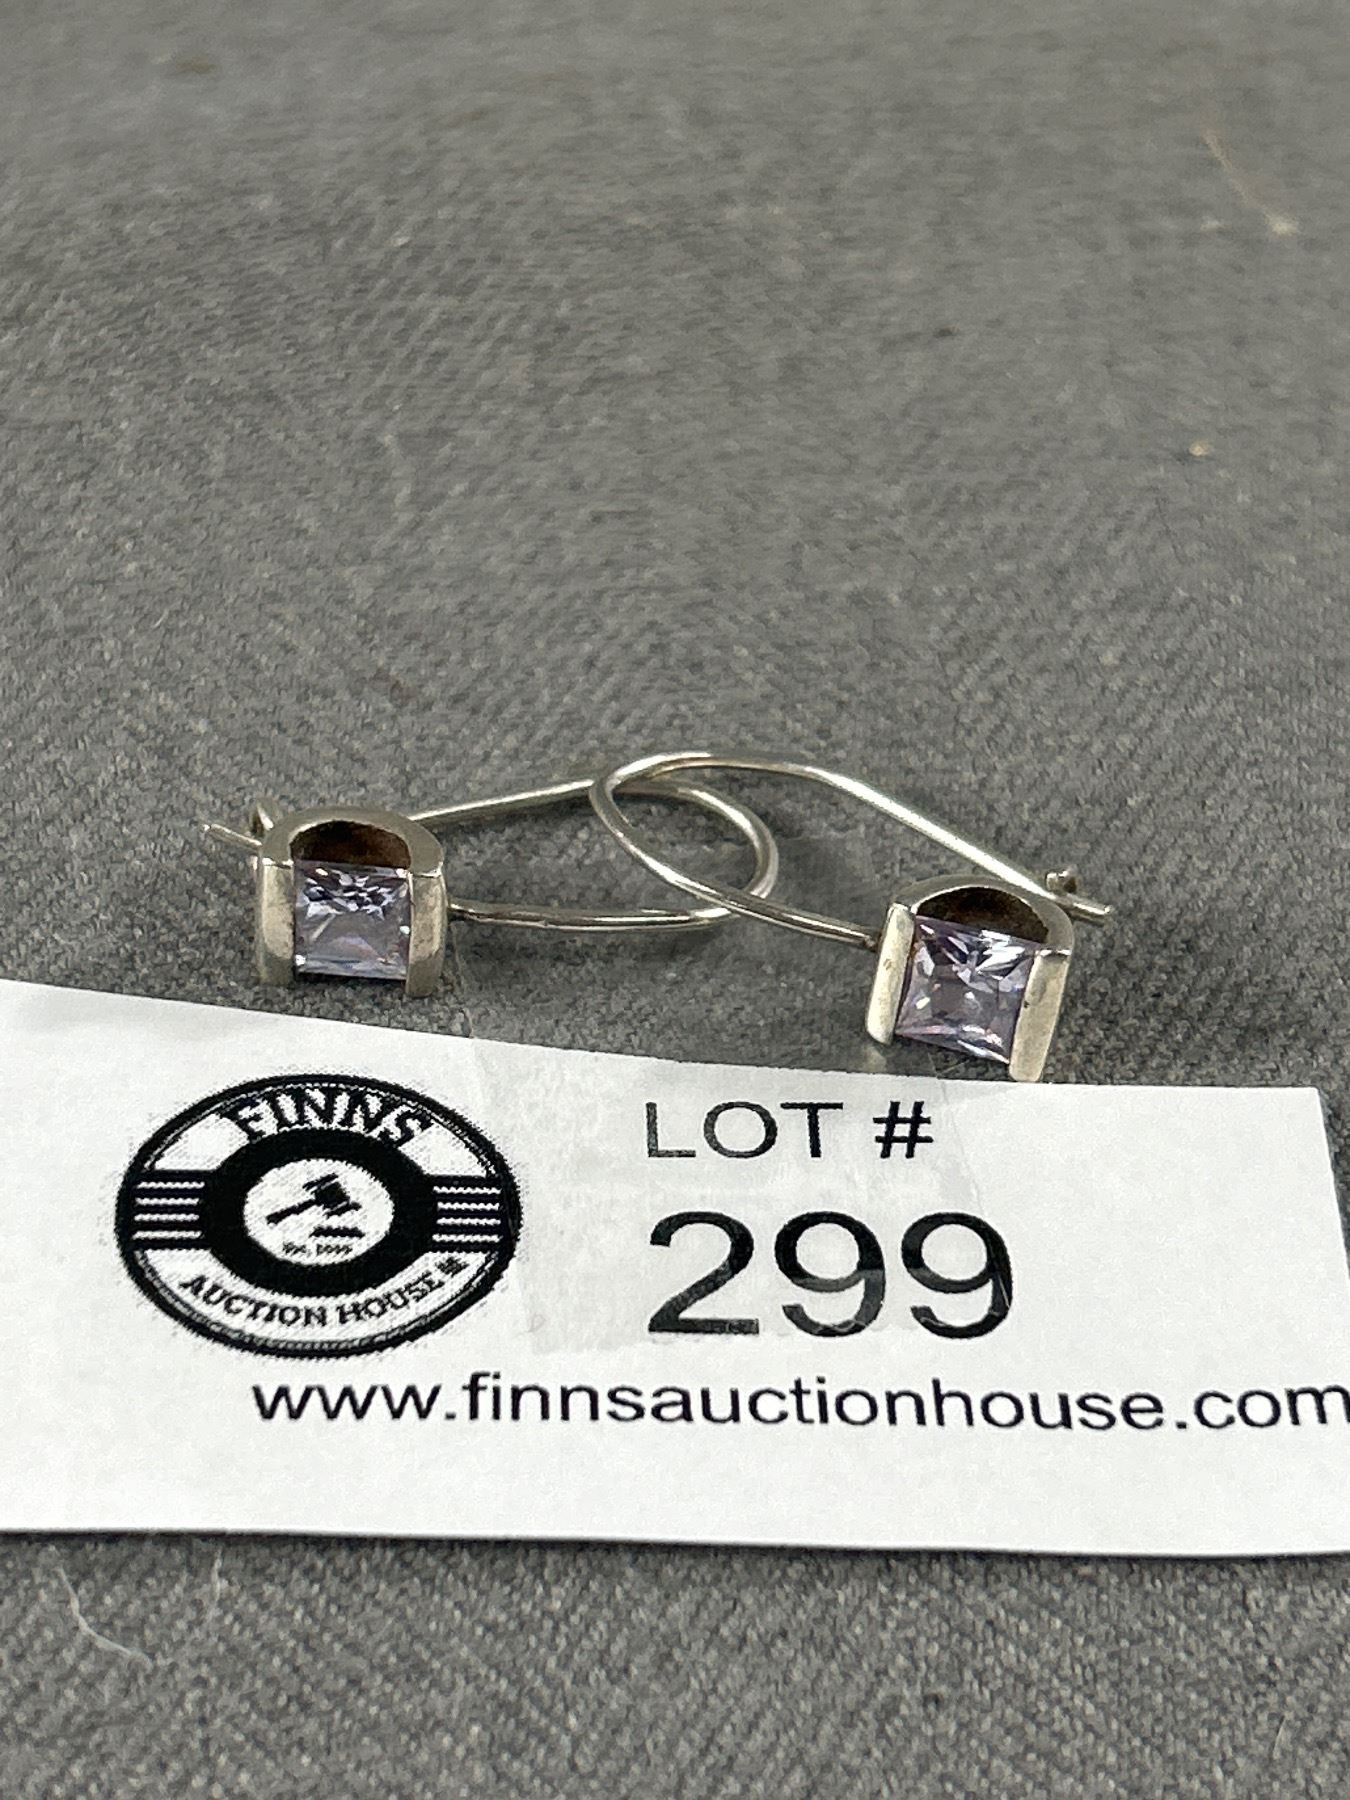 FINNS
AUCTION HOUSE
LOT #
299
www.finnsauctionhouse.com